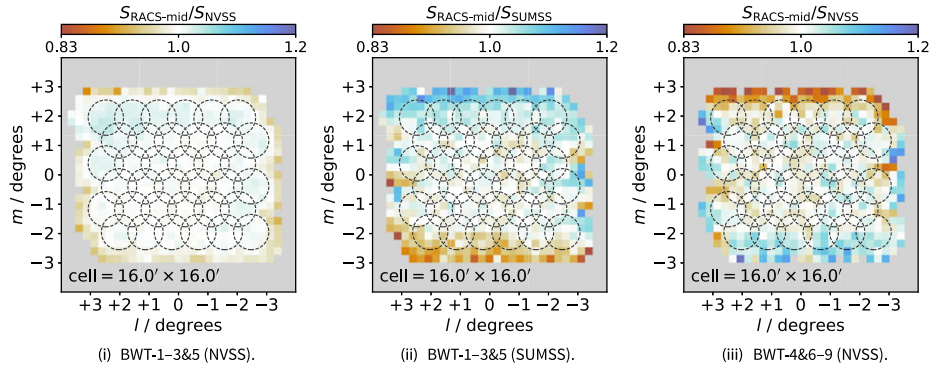 S_RACS-mid/S_NVSS
0.83 1.0 1.2
+3
+2
+1
0
−1
−2
−3
m / degrees
cell = 16.0′ × 16.0′
+3 +2 +1 0 −1 −2 −3
l / degrees
(i) BWT-1–3&5 (NVSS).
S_RACS-mid/S_SUMSS
0.83 1.0 1.2
+3
+2
+1
0
−1
−2
−3
m / degrees
cell = 16.0′ × 16.0′
+3 +2 +1 0 −1 −2 −3
l / degrees
(ii) BWT-1–3&5 (SUMSS).
S_RACS-mid/S_NVSS
0.83 1.0 1.2
+3
+2
+1
0
−1
−2
−3
m / degrees
cell = 16.0′ × 16.0′
+3 +2 +1 0 −1 −2 −3
l / degrees
(iii) BWT-4&6–9 (NVSS).